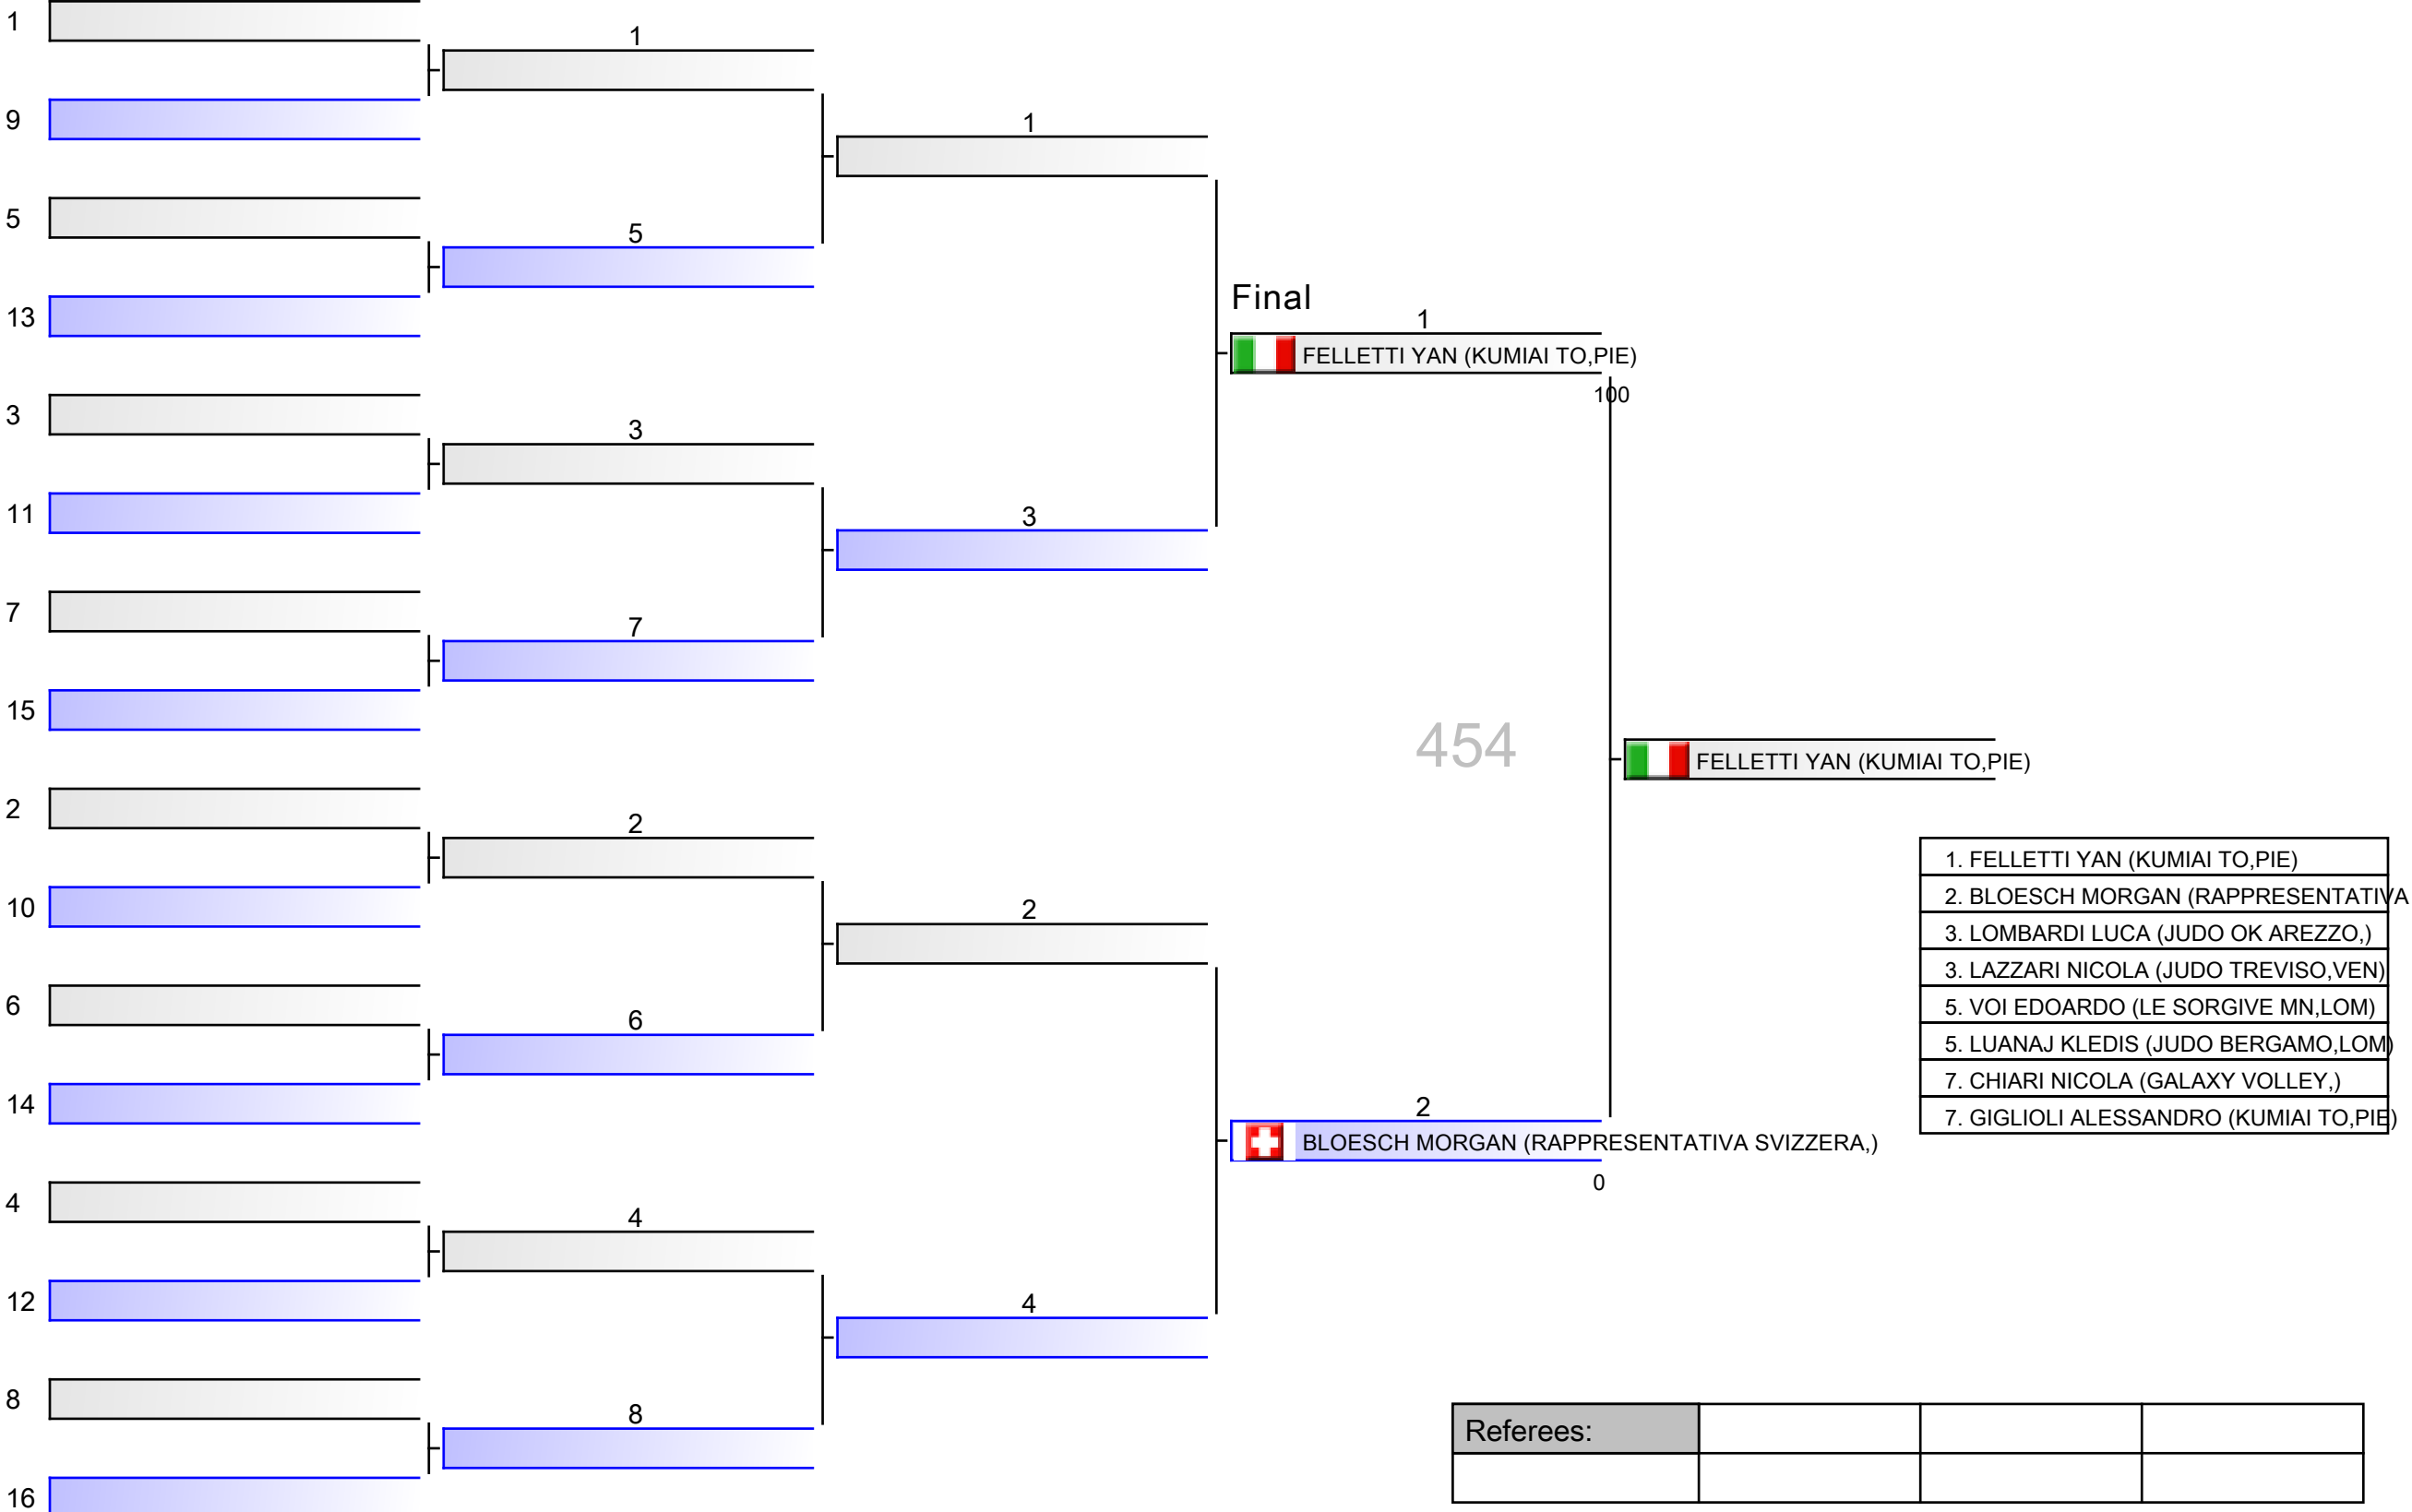 1
1
9
1
5
5
13
Final
1
FELLETTI YAN (KUMIAI TO,PIE)
100
3
3
11
3
7
7
15
454
FELLETTI YAN (KUMIAI TO,PIE)
2
2
10
2
6
6
14
2
BLOESCH MORGAN (RAPPRESENTATIVA SVIZZERA,)
0
4
4
12
4
8
8
16
1. FELLETTI YAN (KUMIAI TO,PIE)
2. BLOESCH MORGAN (RAPPRESENTATIVA
3. LOMBARDI LUCA (JUDO OK AREZZO,)
3. LAZZARI NICOLA (JUDO TREVISO,VEN)
5. VOI EDOARDO (LE SORGIVE MN,LOM)
5. LUANAJ KLEDIS (JUDO BERGAMO,LOM)
7. CHIARI NICOLA (GALAXY VOLLEY,)
7. GIGLIOLI ALESSANDRO (KUMIAI TO,PIE)
Referees: